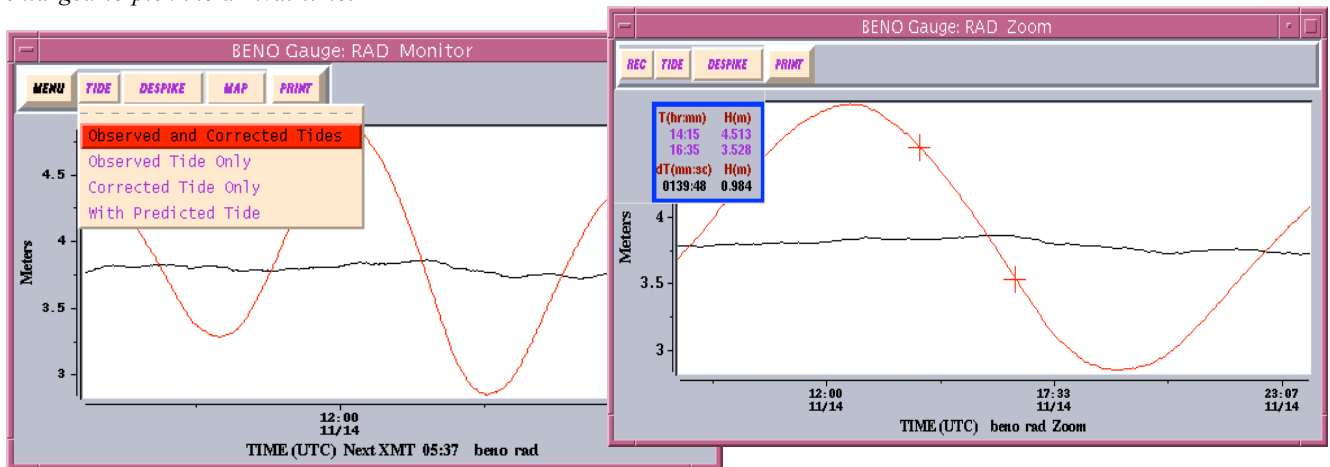 BENO Gauge: RAD Monitor
MENU TIDE DESPIKE MAP PRINT
Observed and Corrected Tides
Observed Tide Only
Corrected Tide Only
With Predicted Tide
4.5
4
3.5
3
Meters
12:00
11/14
TIME (UTC) Next XMT 05:37 beno rad
BENO Gauge: RAD Zoom
REC TIDE DESPIKE PRINT
T(hr:mn) H(m)
14:15 4.513
16:35 3.528
dT(mn:sc) H(m)
0139:48 0.984
4
3.5
3
Meters
12:00 17:33 23:07
11/14 11/14 11/14
TIME (UTC) beno rad Zoom